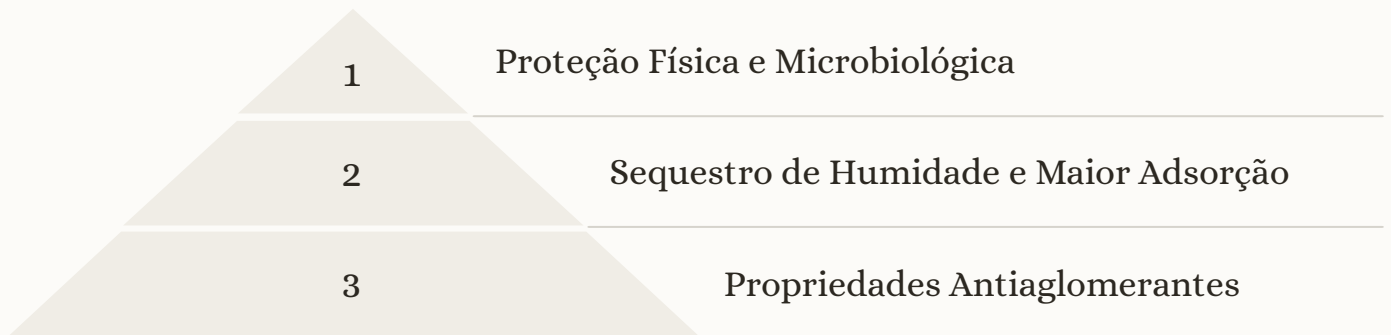 1
Proteção Física e Microbiológica
2
Sequestro de Humidade e Maior Adsorção
3
Propriedades Antiaglomerantes